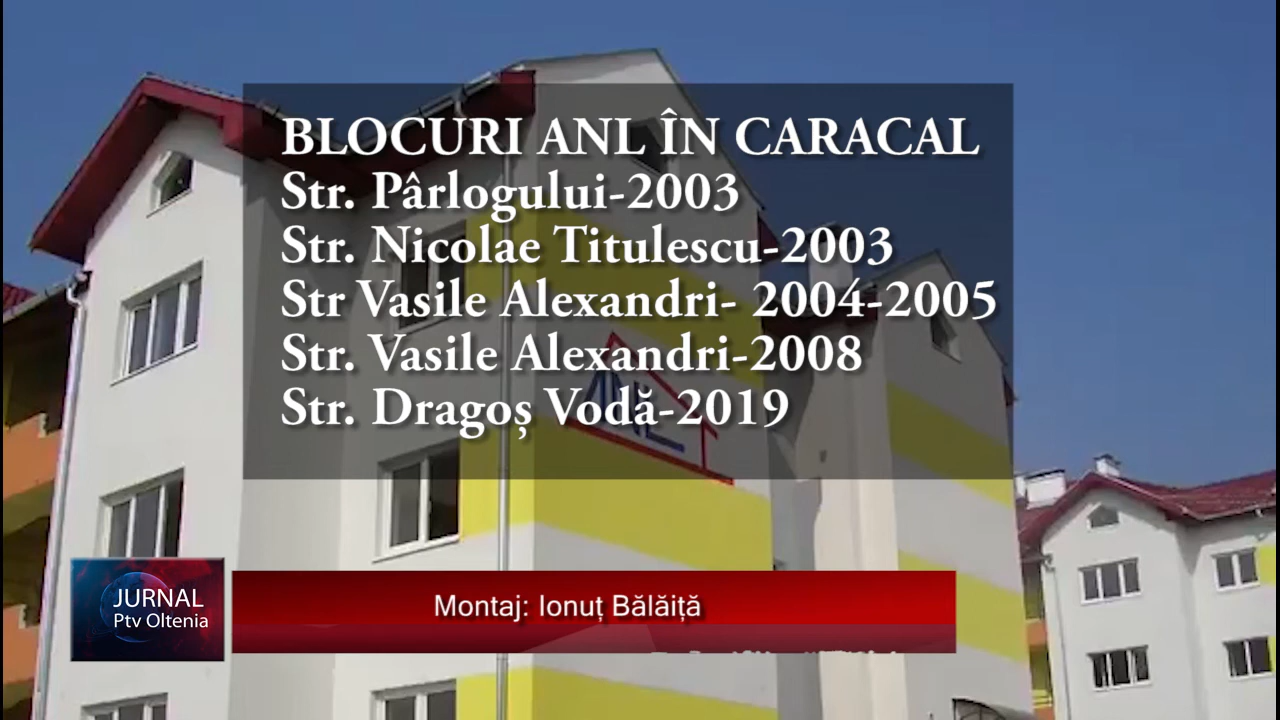 BLOCURI ANL ÎN CARACAL
Str. Pârlogului-2003
Str. Nicolae Titulescu-2003
Str Vasile Alexandri- 2004-2005
Str. Vasile Alexandri-2008
Str. Dragoș Vodă-2019
ANL
JURNAL
Ptv Oltenia
Montaj: Ionuț Bălăiță